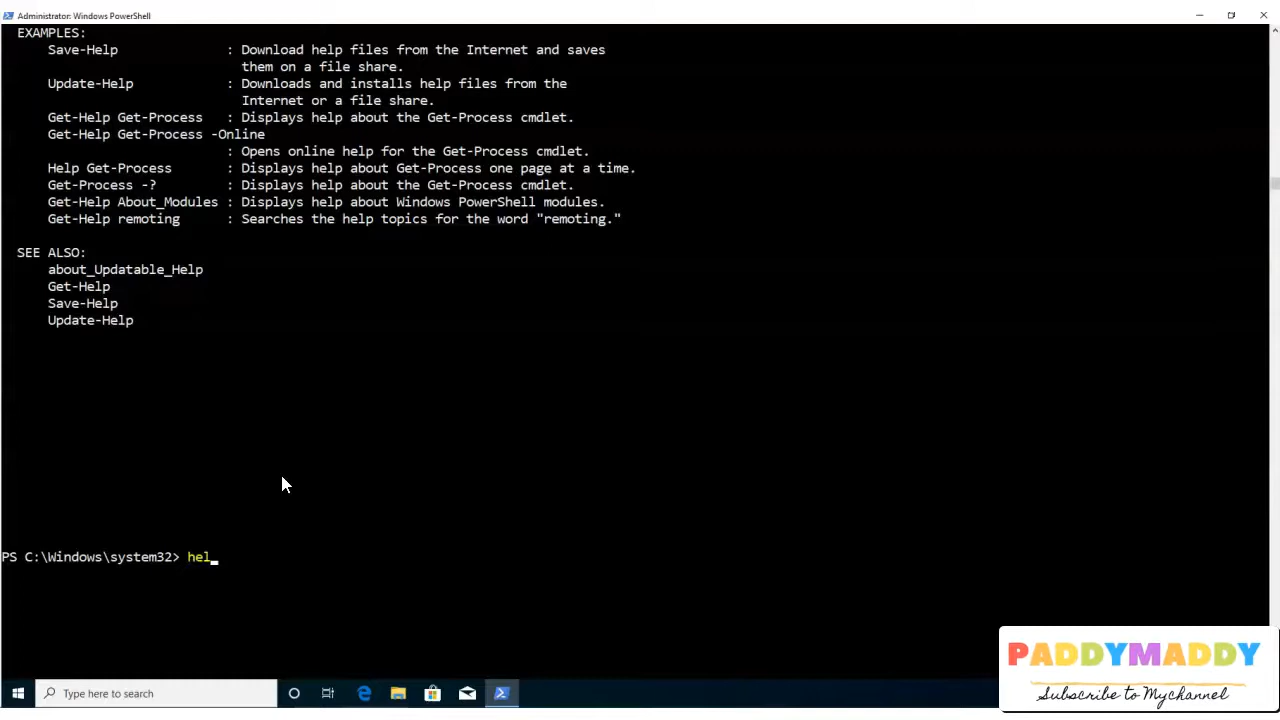 Administrator: Windows PowerShell
EXAMPLES:
Save-Help : Download help files from the Internet and saves
them on a file share.
Update-Help : Downloads and installs help files from the
Internet or a file share.
Get-Help Get-Process : Displays help about the Get-Process cmdlet.
Get-Help Get-Process -Online
: Opens online help for the Get-Process cmdlet.
Help Get-Process : Displays help about Get-Process one page at a time.
Get-Process -? : Displays help about the Get-Process cmdlet.
Get-Help About_Modules : Displays help about Windows PowerShell modules.
Get-Help remoting : Searches the help topics for the word "remoting."
SEE ALSO:
about_Updatable_Help
Get-Help
Save-Help
Update-Help
PS C:\Windows\system32> hel
PADDYMADDY
Subscribe to Mychannel
Type here to search